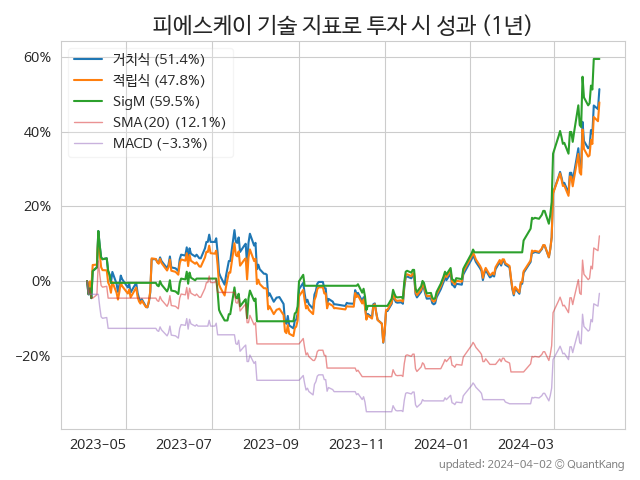 피에스케이 기술 지표로 투자 시 성과 (1년)
60%
40%
20%
0%
−20%
거치식 (51.4%)
적립식 (47.8%)
SigM (59.5%)
SMA(20) (12.1%)
MACD (−3.3%)
2023-05
2023-07
2023-09
2023-11
2024-01
2024-03
updated: 2024-04-02 © QuantKang